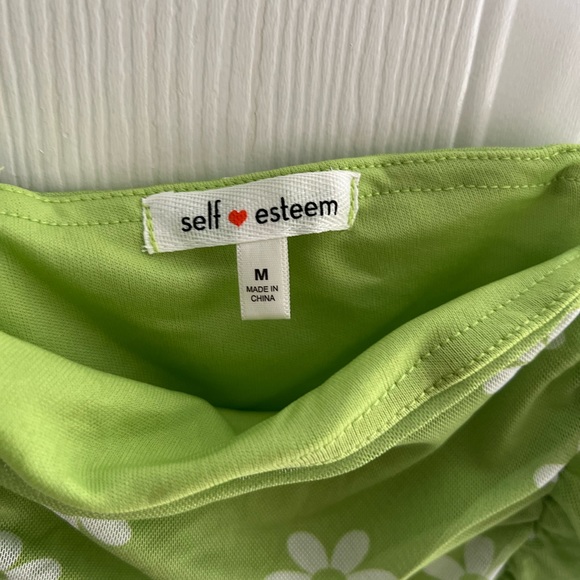 self ❤ esteem
M
MADE IN
CHINA